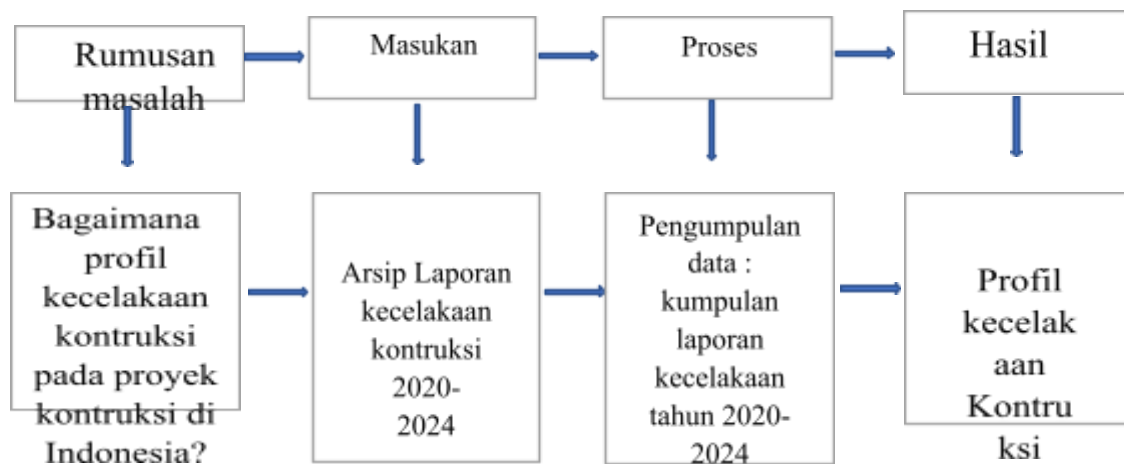 Rumusan
masalah
Masukan
Proses
Hasil
Bagaimana
profil
kecelakaan
kontruksi
pada proyek
kontruksi di
Indonesia?
Arsip Laporan
kecelakaan
kontruksi
2020-
2024
Pengumpulan
data :
kumpulan
laporan
kecelakaan
tahun 2020-
2024
Profil
kecelak
aan
Kontru
ksi